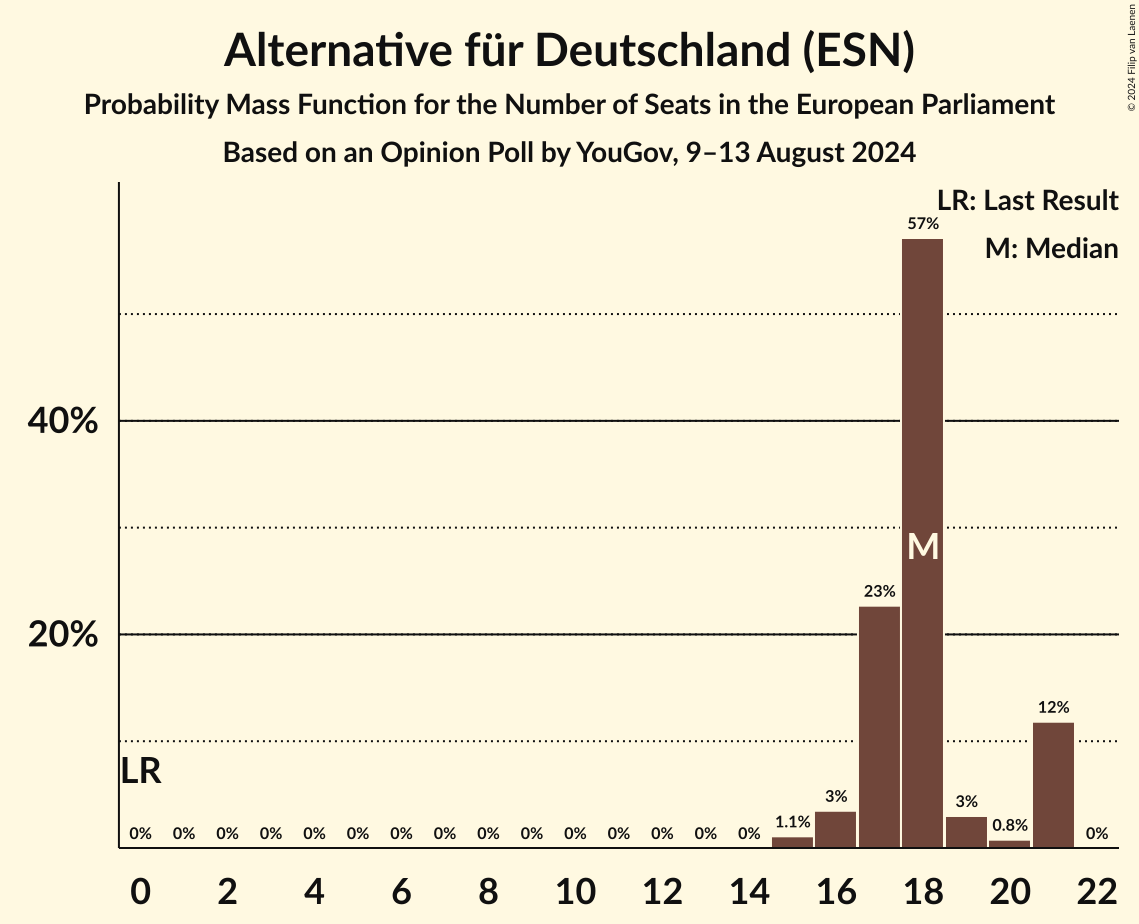 Alternative für Deutschland (ESN)
Probability Mass Function for the Number of Seats in the European Parliament
Based on an Opinion Poll by YouGov, 9–13 August 2024
© 2024 Filip van Laenen
LR: Last Result
M: Median
57%
40%
M
23%
20%
12%
LR
0% 0% 0% 0% 0% 0% 0% 0% 0% 0% 0% 0% 0% 0% 0% 1.1% 3% 3% 0.8% 0%
0 2 4 6 8 10 12 14 16 18 20 22